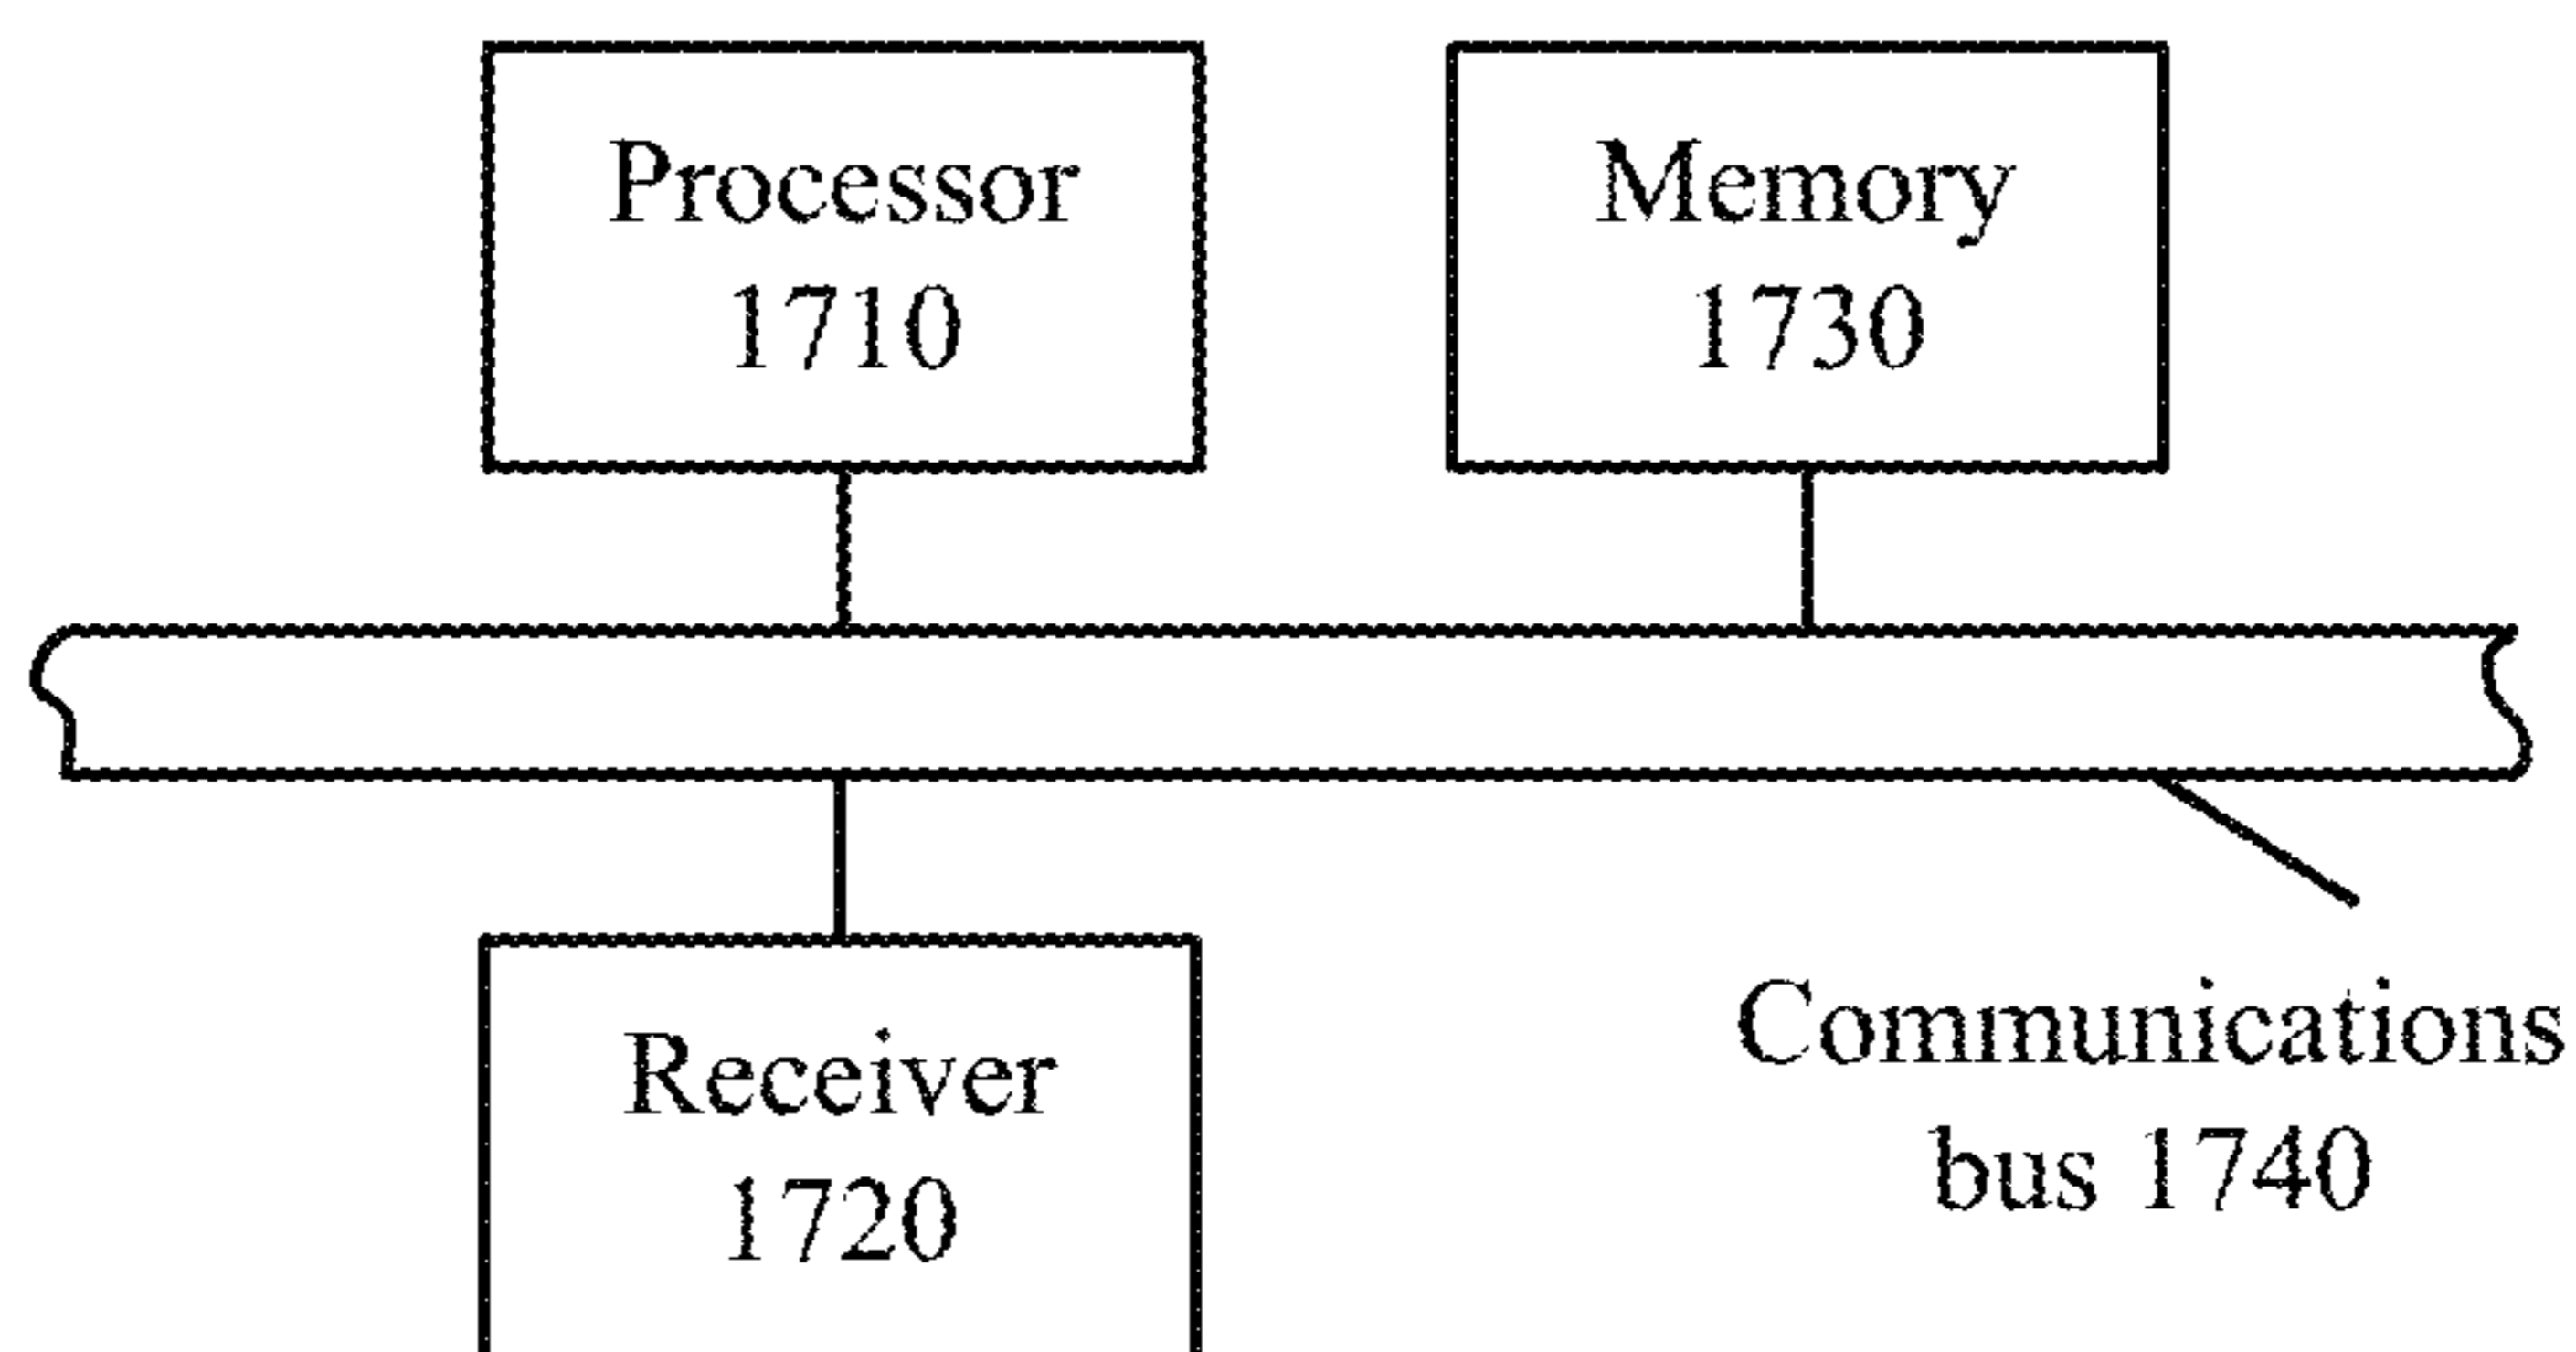 Processor
1710
Memory
1730
Receiver
1720
Communications
bus 1740